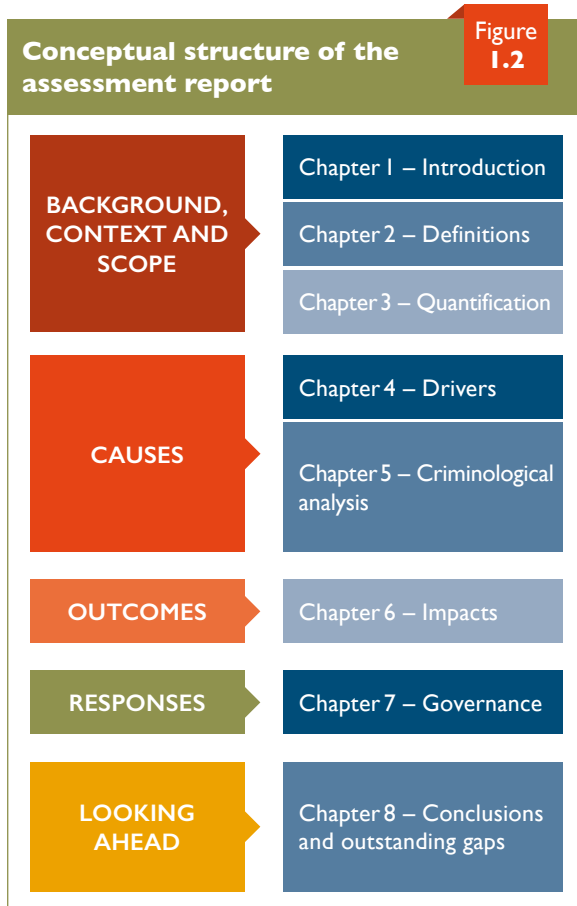 Conceptual structure of the
assessment report
Figure
1.2
BACKGROUND,
CONTEXT AND
SCOPE
Chapter 1 – Introduction
Chapter 2 – Definitions
Chapter 3 – Quantification
CAUSES
Chapter 4 – Drivers
Chapter 5 – Criminological
analysis
OUTCOMES
Chapter 6 – Impacts
RESPONSES
Chapter 7 – Governance
LOOKING
AHEAD
Chapter 8 – Conclusions
and outstanding gaps